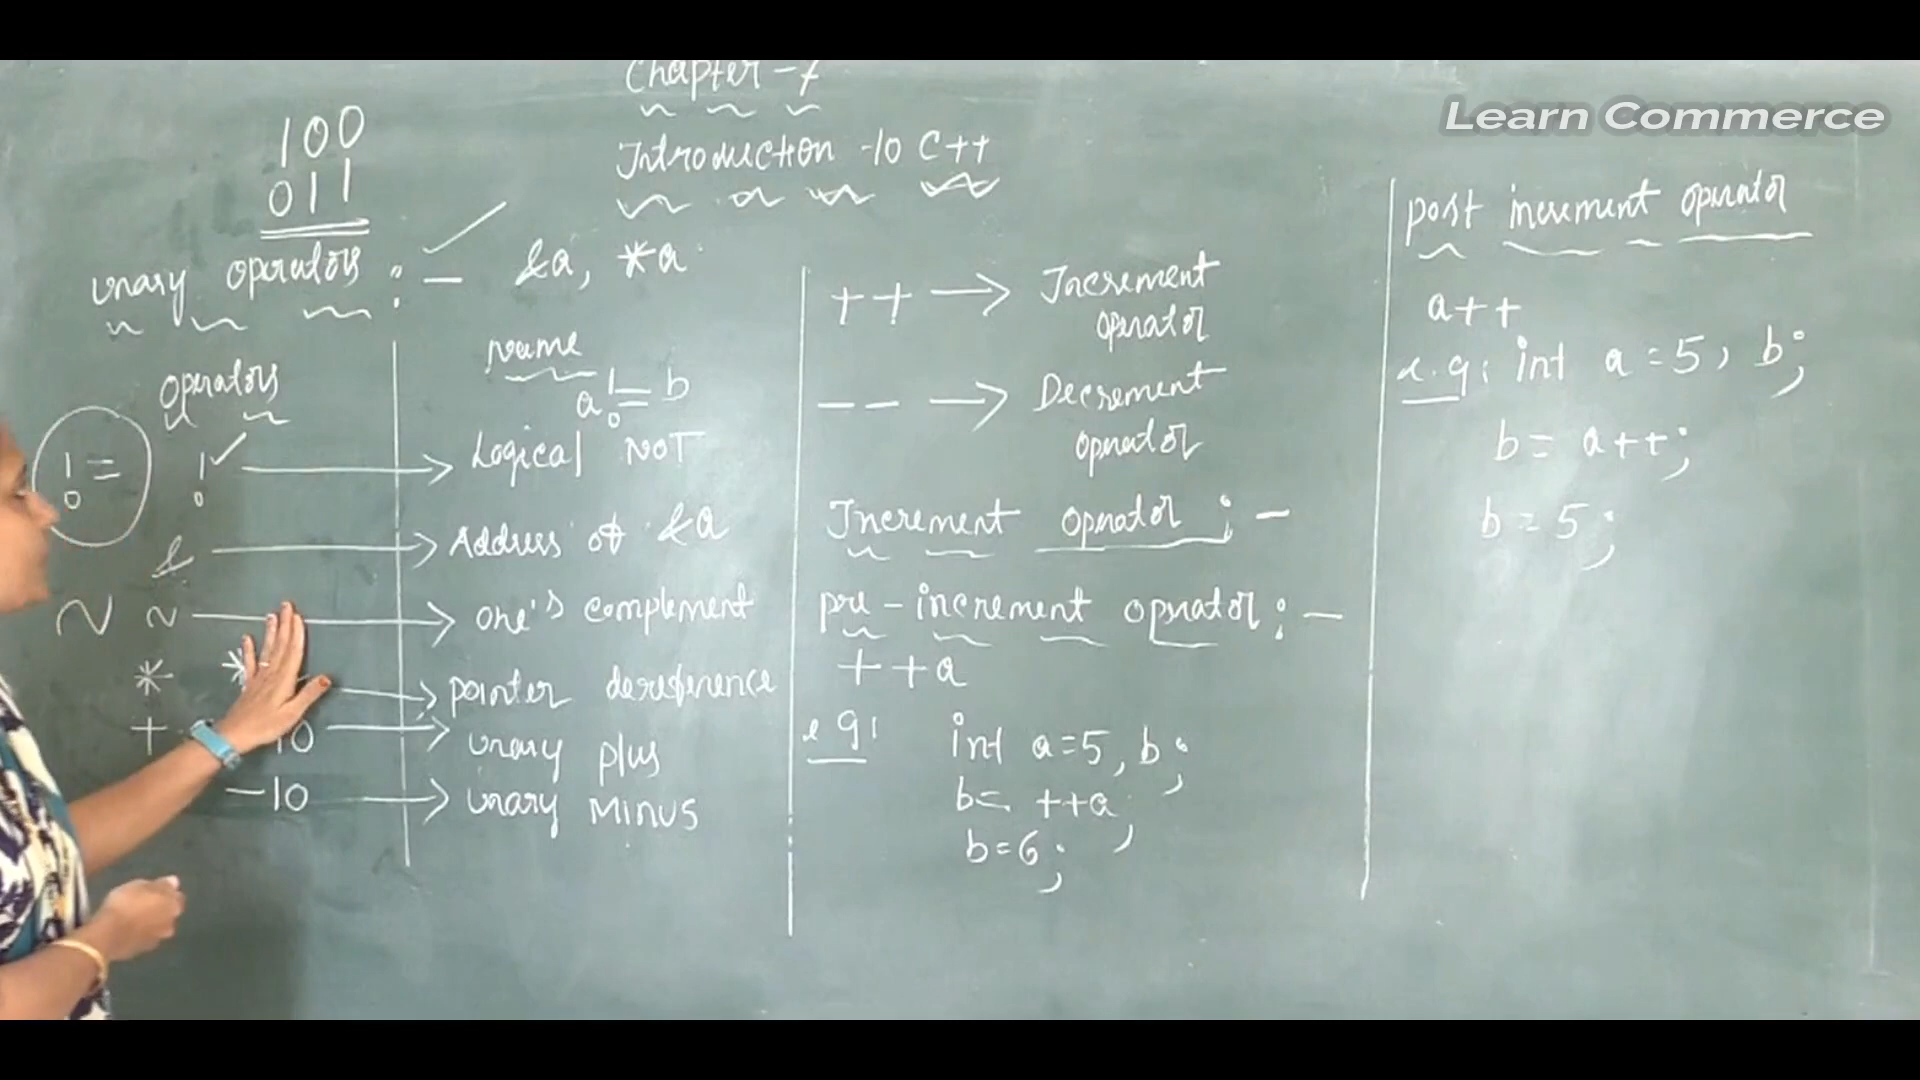 Chapter - 7
Learn Commerce
100
011
Introduction to C++
unary operators :- &a, *a
operators
Name
a != b
!= ! → Logical NOT
& → Address of &a
~ ~ → one's complement
* * → pointer dereference
+ 10 → unary plus
-10 → unary MINUS
++ → Increment operator
-- → Decrement operator
Increment operator :-
pre-increment operator :-
++a
eg: int a=5, b;
b= ++a;
b=6;
post increment operator
a++
e.g: int a=5, b;
b= a++;
b=5;